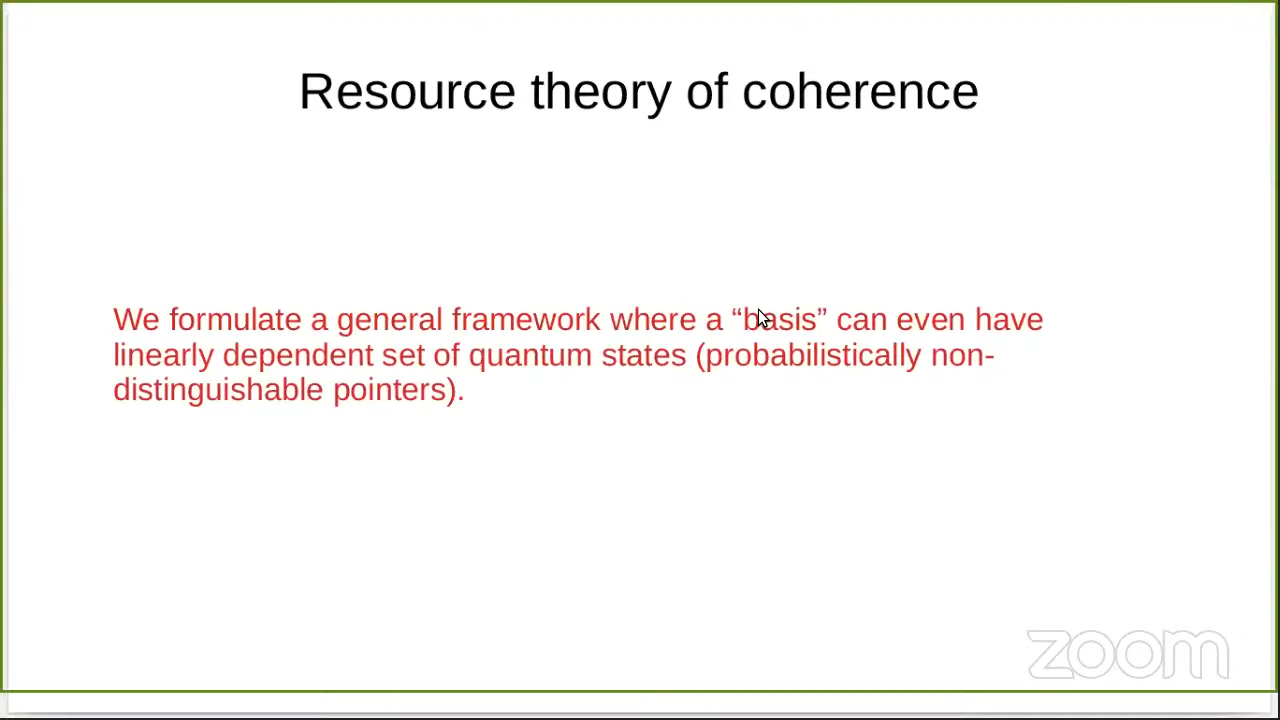 Resource theory of coherence
We formulate a general framework where a “basis” can even have
linearly dependent set of quantum states (probabilistically non-
distinguishable pointers).
zoom